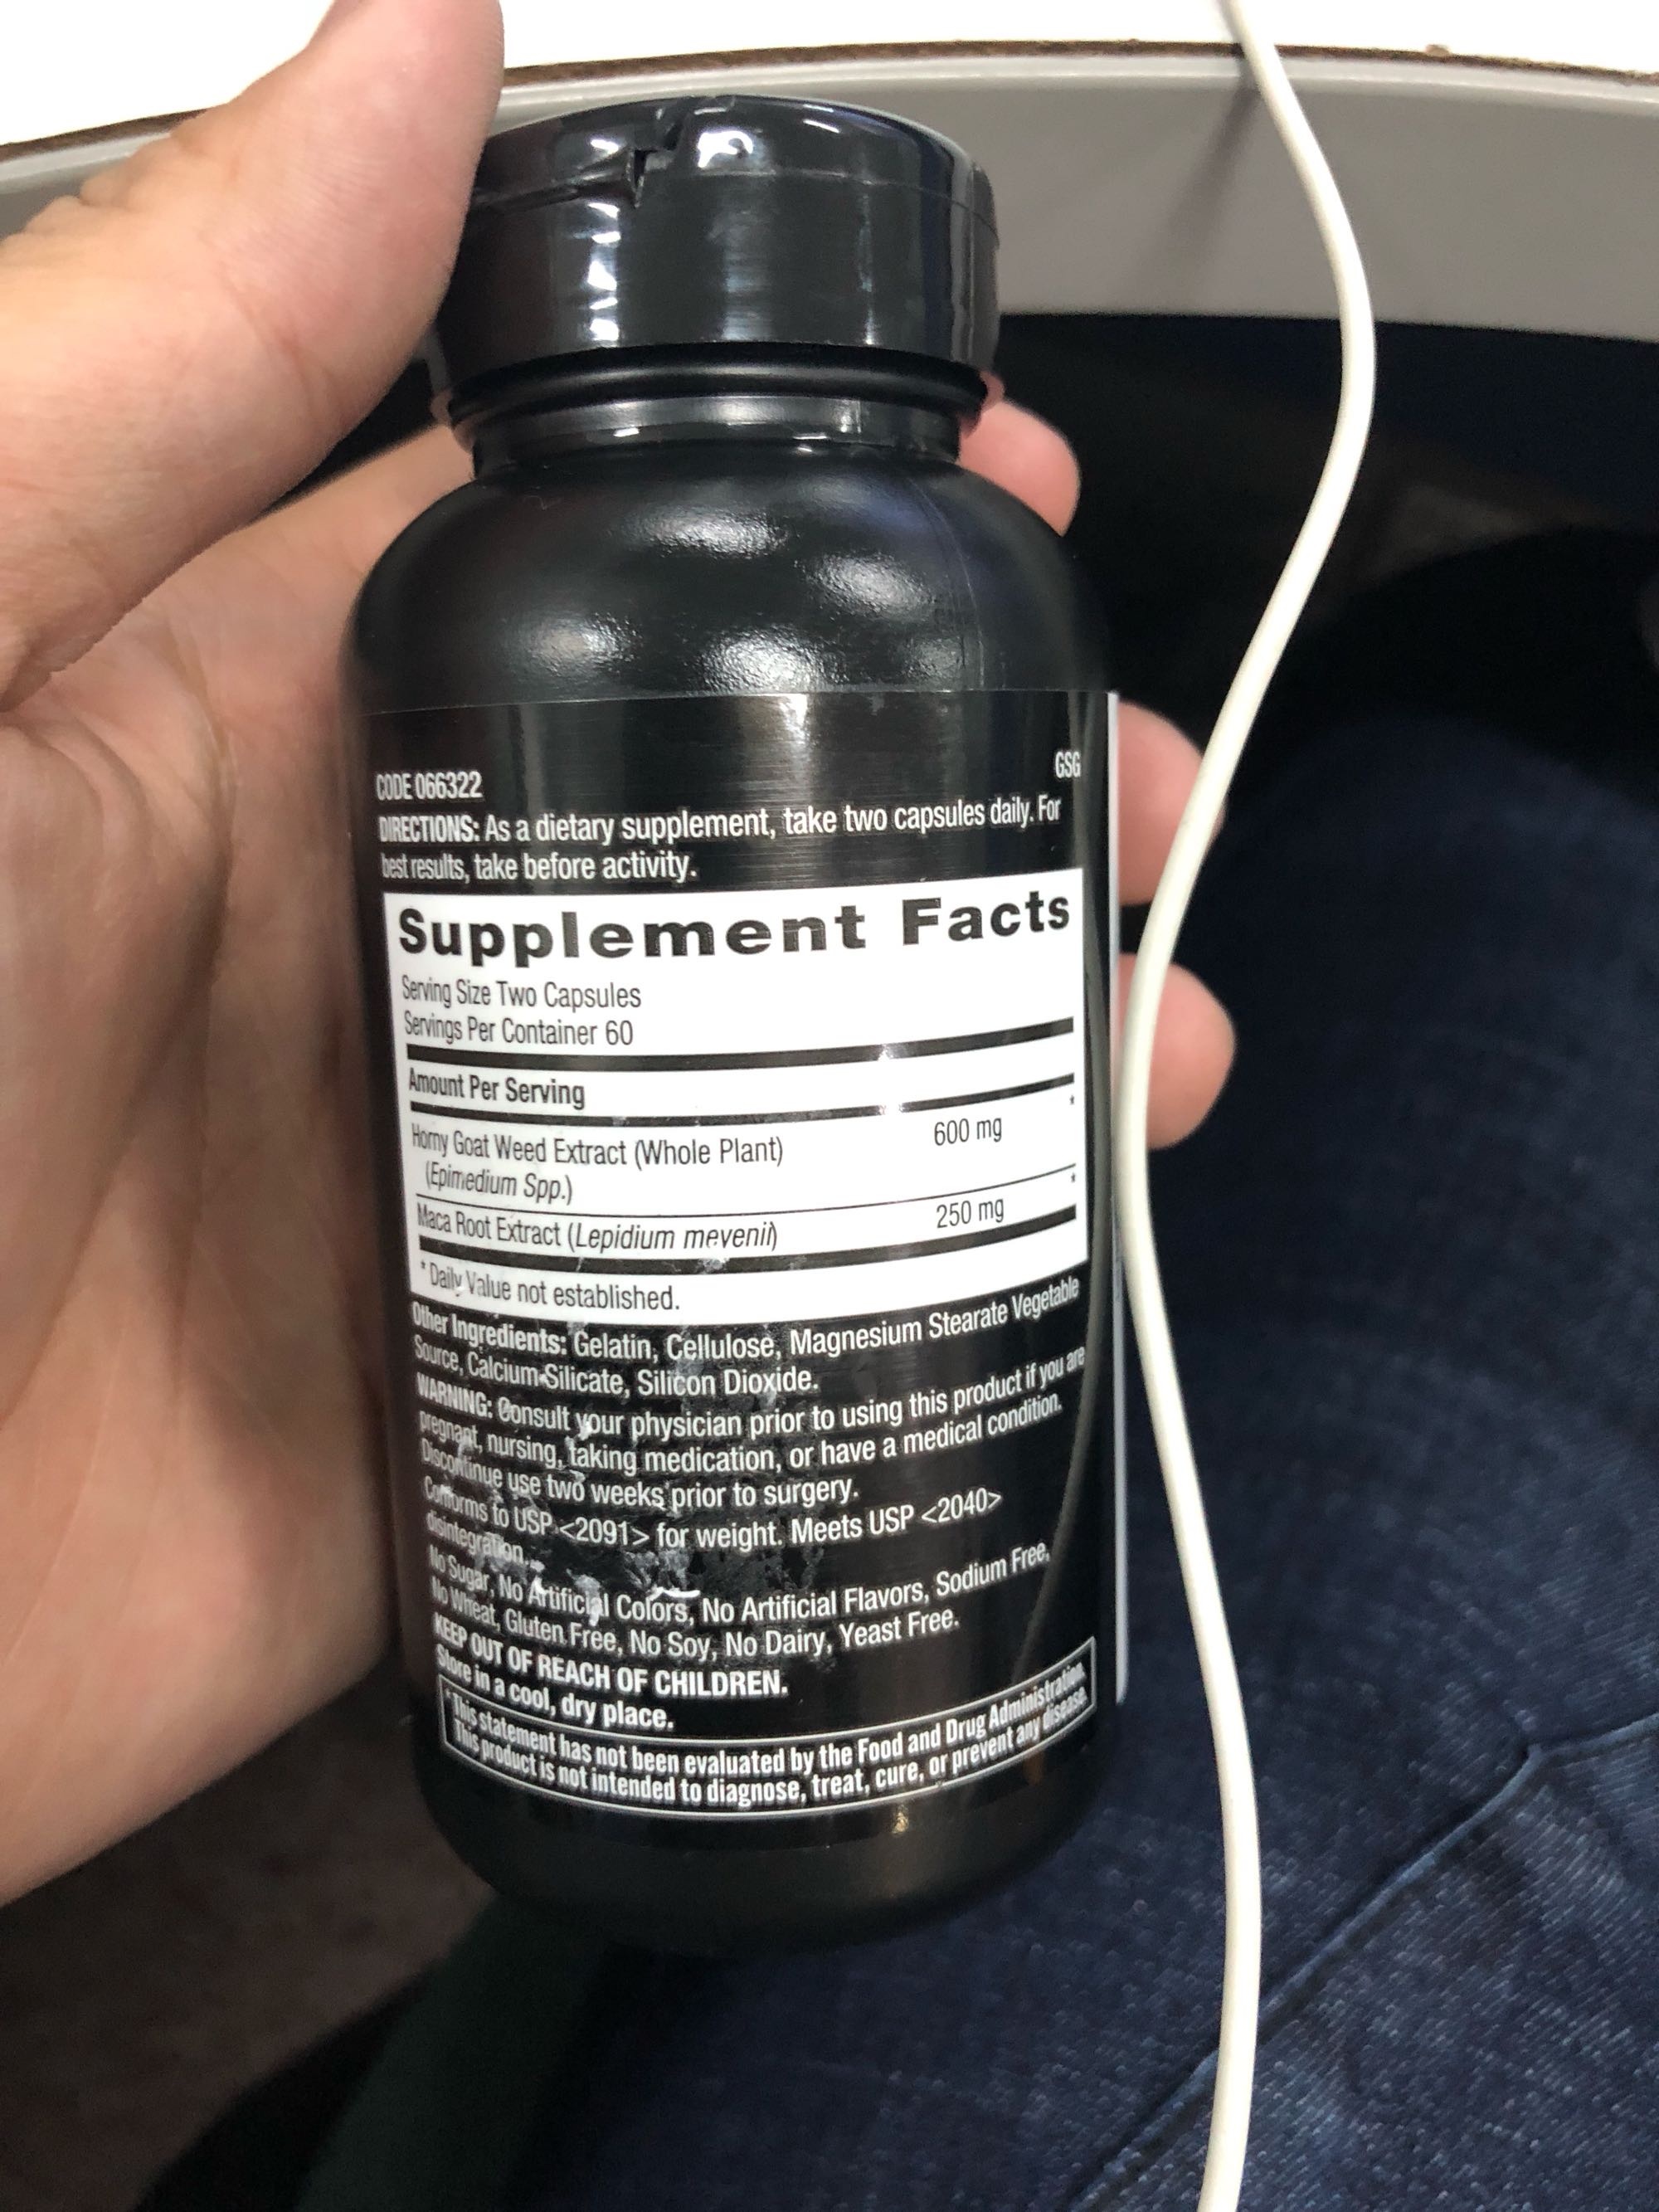 CODE 066322
GSG
DIRECTIONS: As a dietary supplement, take two capsules daily. For
best results, take before activity.
Supplement Facts
Serving Size Two Capsules
Servings Per Container 60
Amount Per Serving
Horny Goat Weed Extract (Whole Plant) 600 mg *
(Epimedium Spp.)
Maca Root Extract (Lepidium meyenii) 250 mg *
* Daily Value not established.
Other Ingredients: Gelatin, Cellulose, Magnesium Stearate Vegetable
Source, Calcium Silicate, Silicon Dioxide.
WARNING: Consult your physician prior to using this product if you are
pregnant, nursing, taking medication, or have a medical condition.
Discontinue use two weeks prior to surgery.
Conforms to USP <2091> for weight. Meets USP <2040>
disintegration.
No Sugar, No Artificial Colors, No Artificial Flavors, Sodium Free,
No Wheat, Gluten Free, No Soy, No Dairy, Yeast Free.
KEEP OUT OF REACH OF CHILDREN.
Store in a cool, dry place.
*This statement has not been evaluated by the Food and Drug Administration.
This product is not intended to diagnose, treat, cure, or prevent any disease.